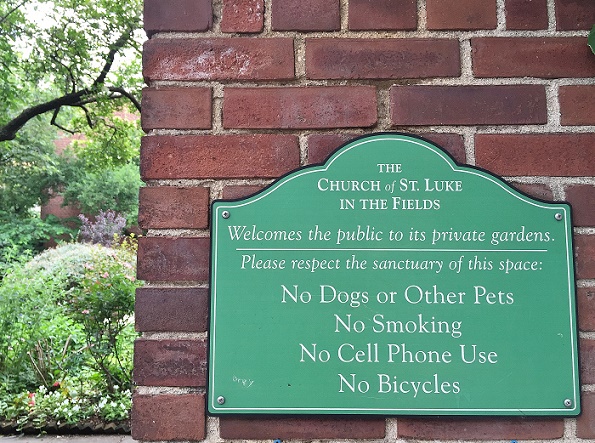 THE
CHURCH of ST. LUKE
IN THE FIELDS
Welcomes the public to its private gardens.
Please respect the sanctuary of this space:
No Dogs or Other Pets
No Smoking
No Cell Phone Use
No Bicycles